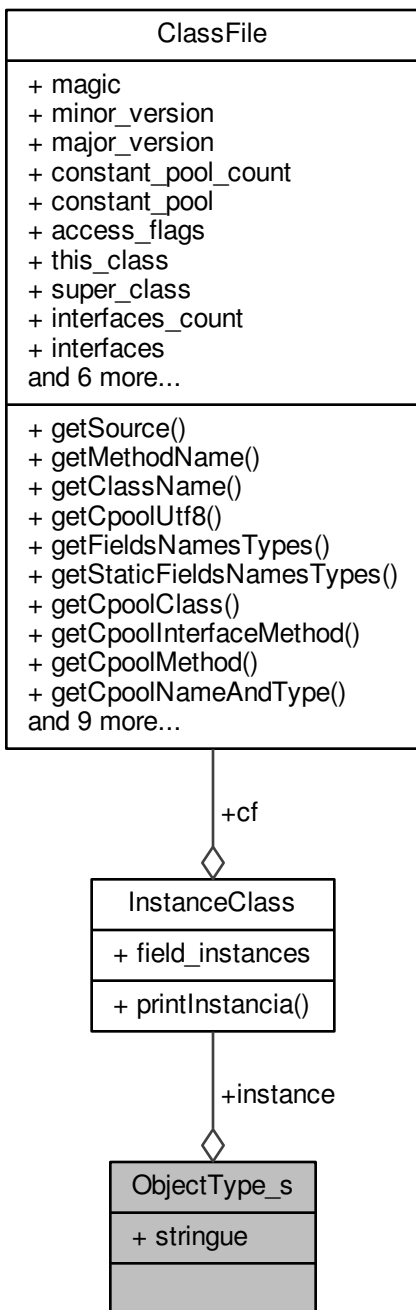 ClassFile
+ magic
+ minor_version
+ major_version
+ constant_pool_count
+ constant_pool
+ access_flags
+ this_class
+ super_class
+ interfaces_count
+ interfaces
and 6 more...
+ getSource()
+ getMethodName()
+ getClassName()
+ getCpoolUtf8()
+ getFieldsNamesTypes()
+ getStaticFieldsNamesTypes()
+ getCpoolClass()
+ getCpoolInterfaceMethod()
+ getCpoolMethod()
+ getCpoolNameAndType()
and 9 more...
+cf
InstanceClass
+ field_instances
+ printInstancia()
+instance
ObjectType_s
+ stringue